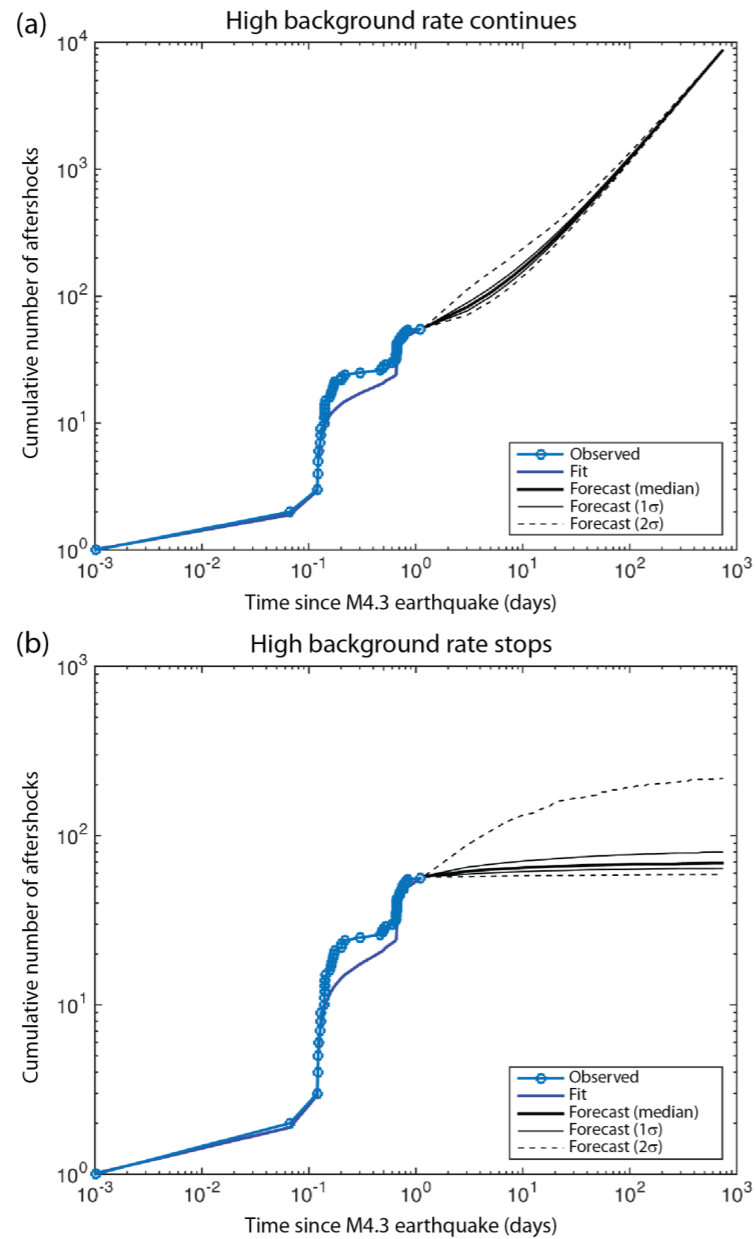 (a)
High background rate continues
10^4
10^3
10^2
10^1
10^0
Cumulative number of aftershocks
Observed
Fit
Forecast (median)
Forecast (1σ)
Forecast (2σ)
10^-3
10^-2
10^-1
10^0
10^1
10^2
10^3
Time since M4.3 earthquake (days)
(b)
High background rate stops
10^3
10^2
10^1
10^0
Cumulative number of aftershocks
Observed
Fit
Forecast (median)
Forecast (1σ)
Forecast (2σ)
10^-3
10^-2
10^-1
10^0
10^1
10^2
10^3
Time since M4.3 earthquake (days)